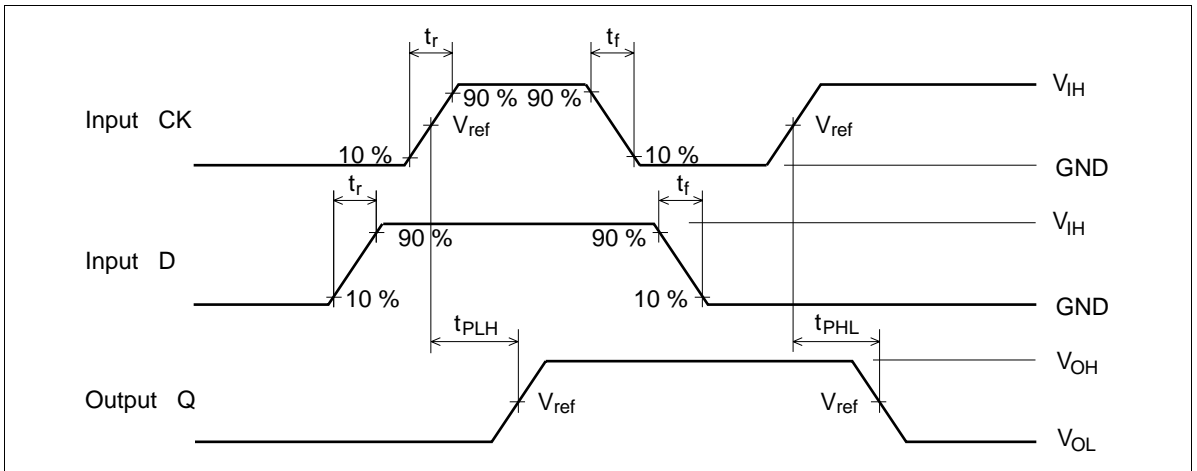 tr tf
VIH
90 % 90 %
Input CK Vref Vref
10 % 10 %
GND
tr tf
VIH
90 % 90 %
Input D
10 % 10 %
GND
tPLH tPHL
VOH
Output Q Vref Vref
VOL